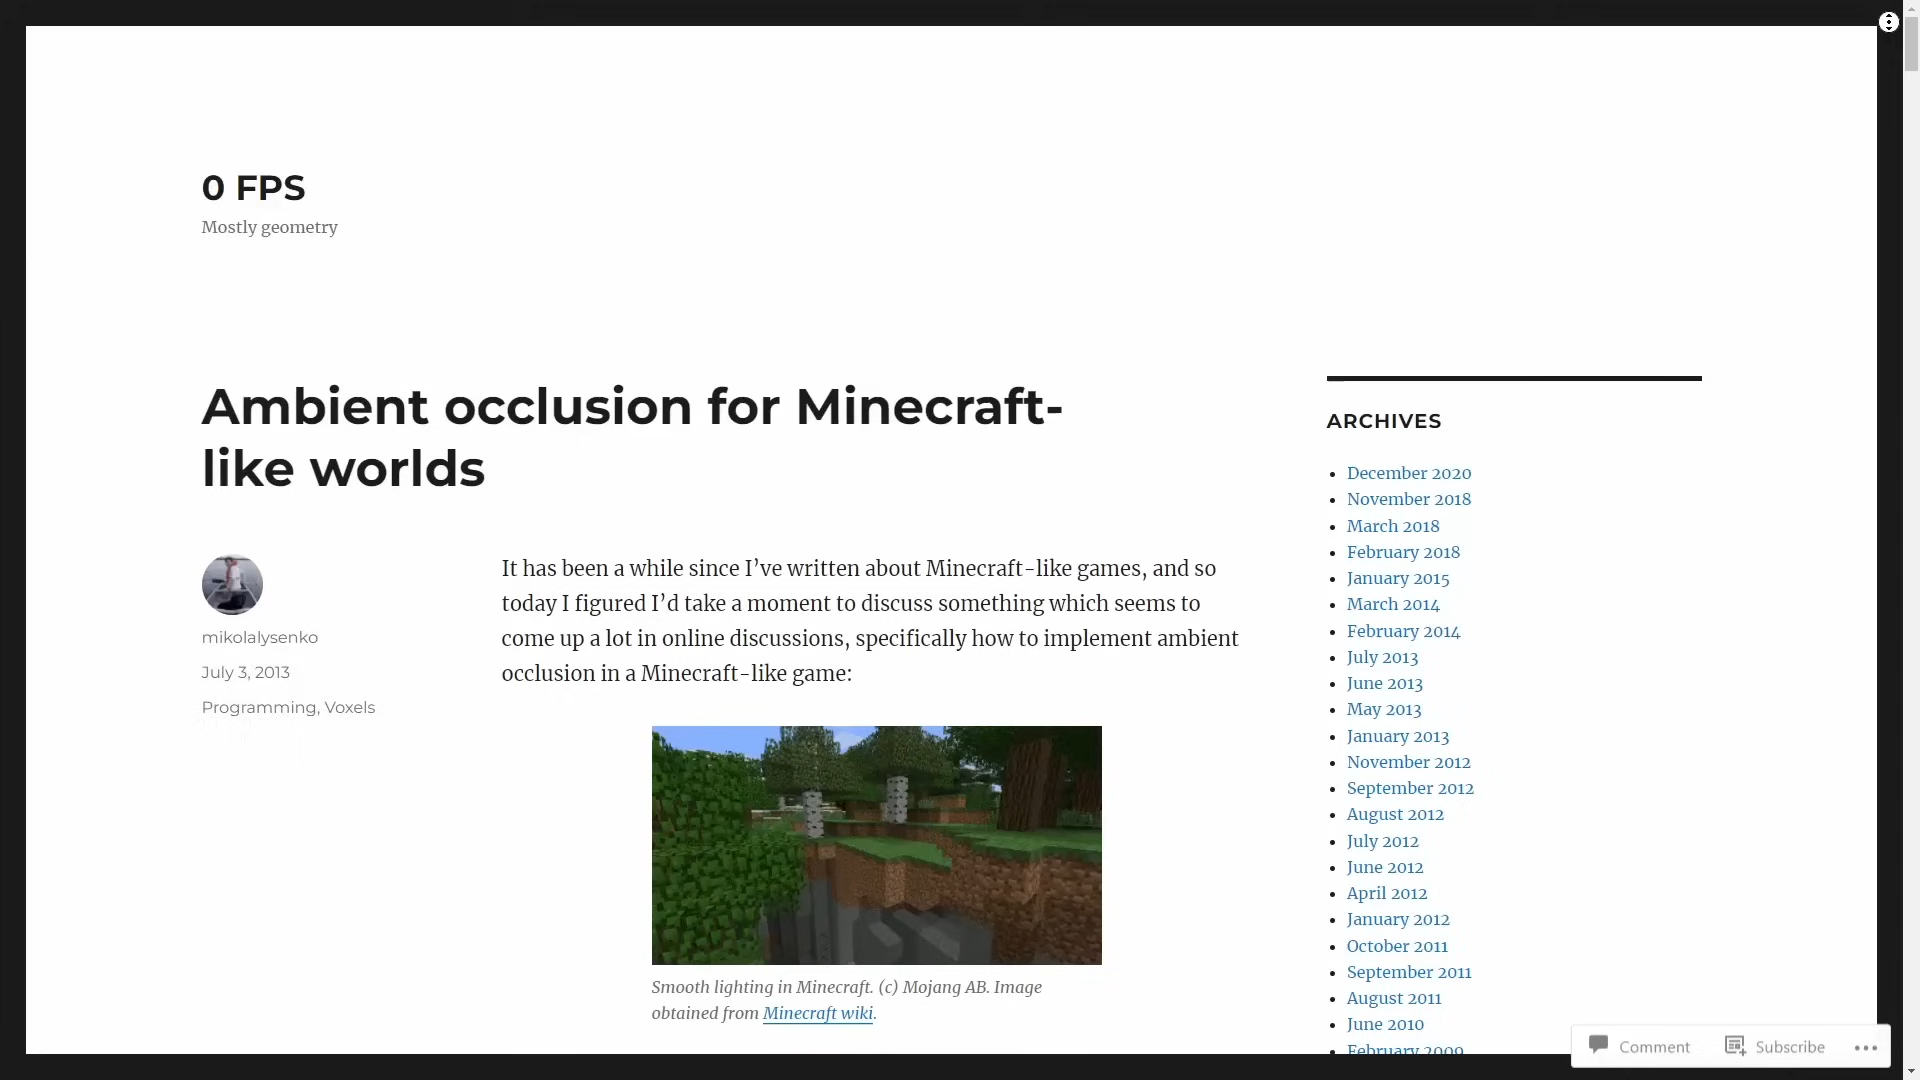 0 FPS
Mostly geometry
Ambient occlusion for Minecraft-
like worlds
mikolalysenko
July 3, 2013
Programming, Voxels
It has been a while since I’ve written about Minecraft-like games, and so
today I figured I’d take a moment to discuss something which seems to
come up a lot in online discussions, specifically how to implement ambient
occlusion in a Minecraft-like game:
Smooth lighting in Minecraft. (c) Mojang AB. Image
obtained from Minecraft wiki.
ARCHIVES
December 2020
November 2018
March 2018
February 2018
January 2015
March 2014
February 2014
July 2013
June 2013
May 2013
January 2013
November 2012
September 2012
August 2012
July 2012
June 2012
April 2012
January 2012
October 2011
September 2011
August 2011
June 2010
February 2009
Comment
Subscribe